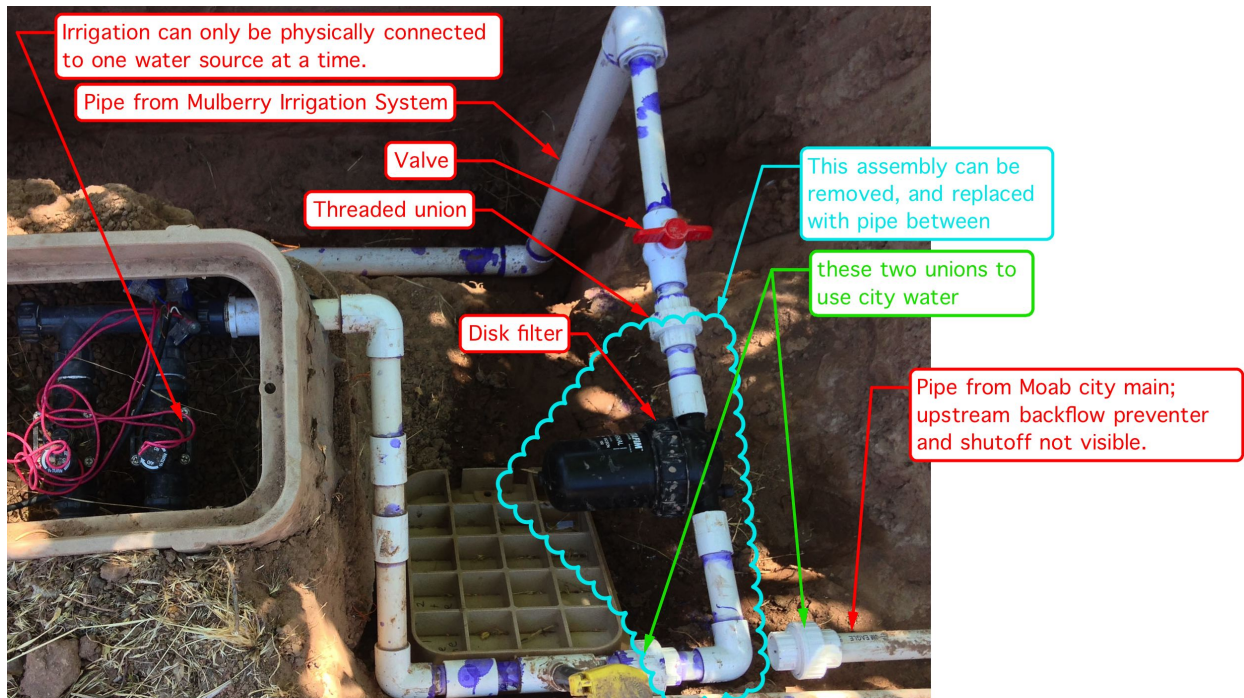 Irrigation can only be physically connected
to one water source at a time.
Pipe from Mulberry Irrigation System
Valve
Threaded union
This assembly can be
removed, and replaced
with pipe between
these two unions to
use city water
Disk filter
Pipe from Moab city main;
upstream backflow preventer
and shutoff not visible.
EAGLE